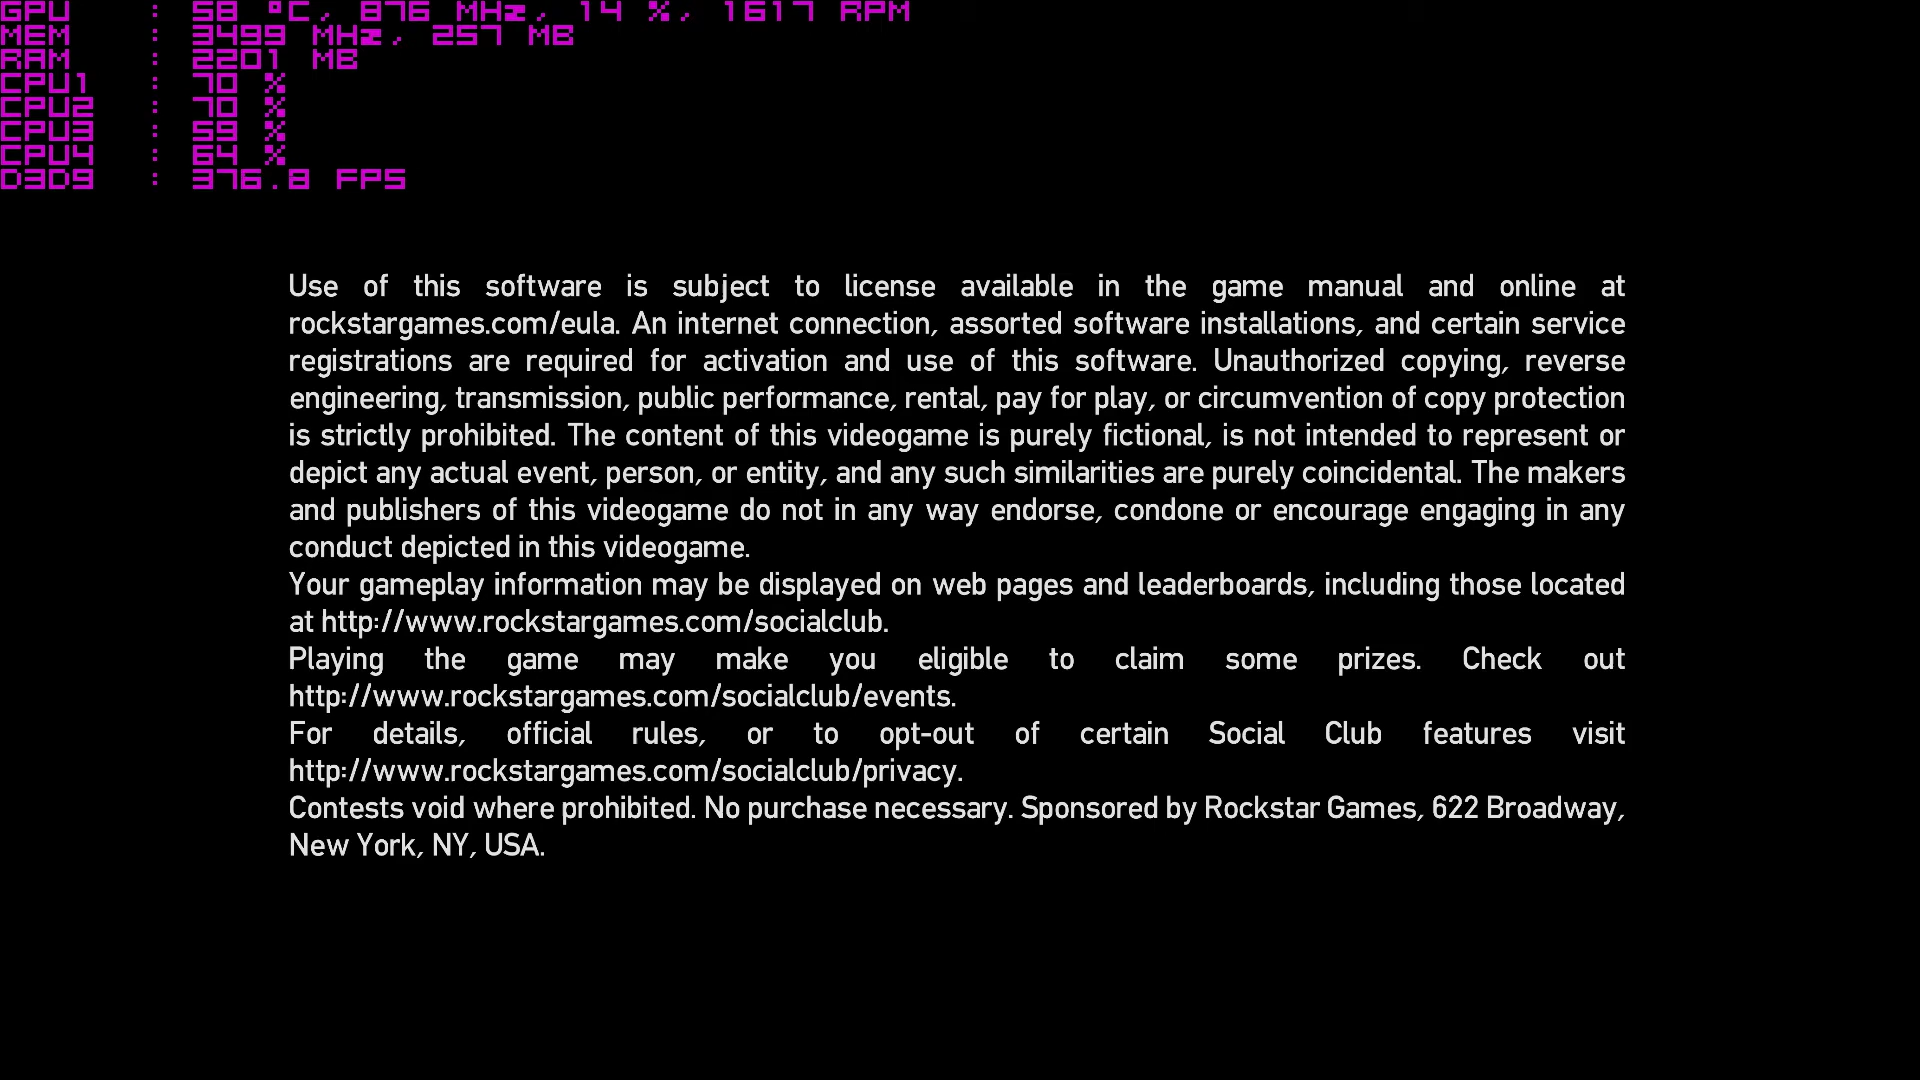 GPU : 58 °C, 876 MHz, 14 %, 1617 RPM
MEM : 3499 MHz, 257 MB
RAM : 2201 MB
CPU1 : 70 %
CPU2 : 70 %
CPU3 : 59 %
CPU4 : 64 %
D3D9 : 376.8 FPS
Use of this software is subject to license available in the game manual and online at
rockstargames.com/eula. An internet connection, assorted software installations, and certain service
registrations are required for activation and use of this software. Unauthorized copying, reverse
engineering, transmission, public performance, rental, pay for play, or circumvention of copy protection
is strictly prohibited. The content of this videogame is purely fictional, is not intended to represent or
depict any actual event, person, or entity, and any such similarities are purely coincidental. The makers
and publishers of this videogame do not in any way endorse, condone or encourage engaging in any
conduct depicted in this videogame.
Your gameplay information may be displayed on web pages and leaderboards, including those located
at http://www.rockstargames.com/socialclub.
Playing the game may make you eligible to claim some prizes. Check out
http://www.rockstargames.com/socialclub/events.
For details, official rules, or to opt-out of certain Social Club features visit
http://www.rockstargames.com/socialclub/privacy.
Contests void where prohibited. No purchase necessary. Sponsored by Rockstar Games, 622 Broadway,
New York, NY, USA.